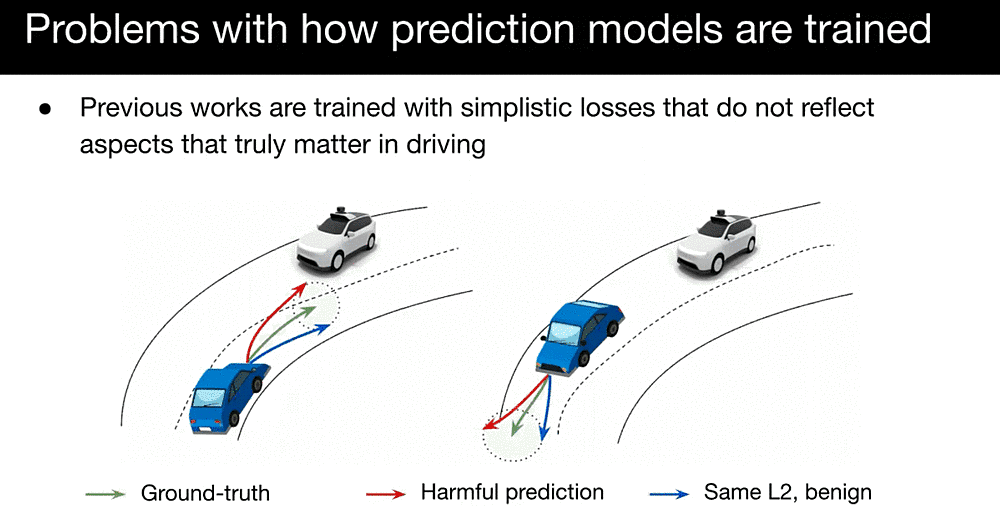 Problems with how prediction models are trained
● Previous works are trained with simplistic losses that do not reflect
aspects that truly matter in driving
Ground-truth
Harmful prediction
Same L2, benign